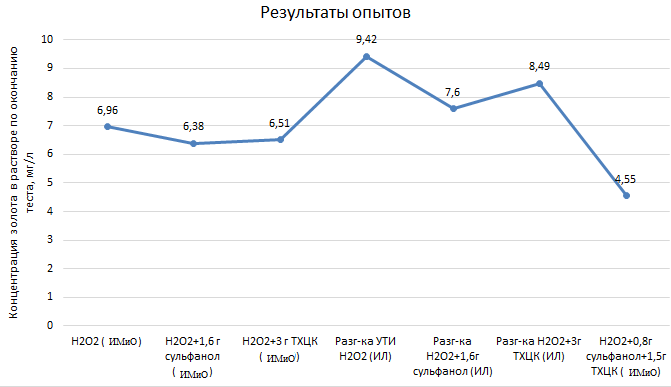 Результаты опытов
Концентрация золота в растворе по окончанию
теста, мг/л
10
9
8
7
6
5
4
3
2
1
0
6,96
6,38
6,51
9,42
7,6
8,49
4,55
H2O2 ( ИМиО)
H2O2+1,6 г
сульфанол
( ИМиО)
H2O2+3 г ТХЦК
( ИМиО)
Разг-ка УТИ
H2O2 (ИЛ)
Разг-ка
H2O2+1,6г
сульфанол (ИЛ)
Разг-ка H2O2+3г
ТХЦК (ИЛ)
H2O2+0,8г
сульфанол+1,5г
ТХЦК ( ИМиО)